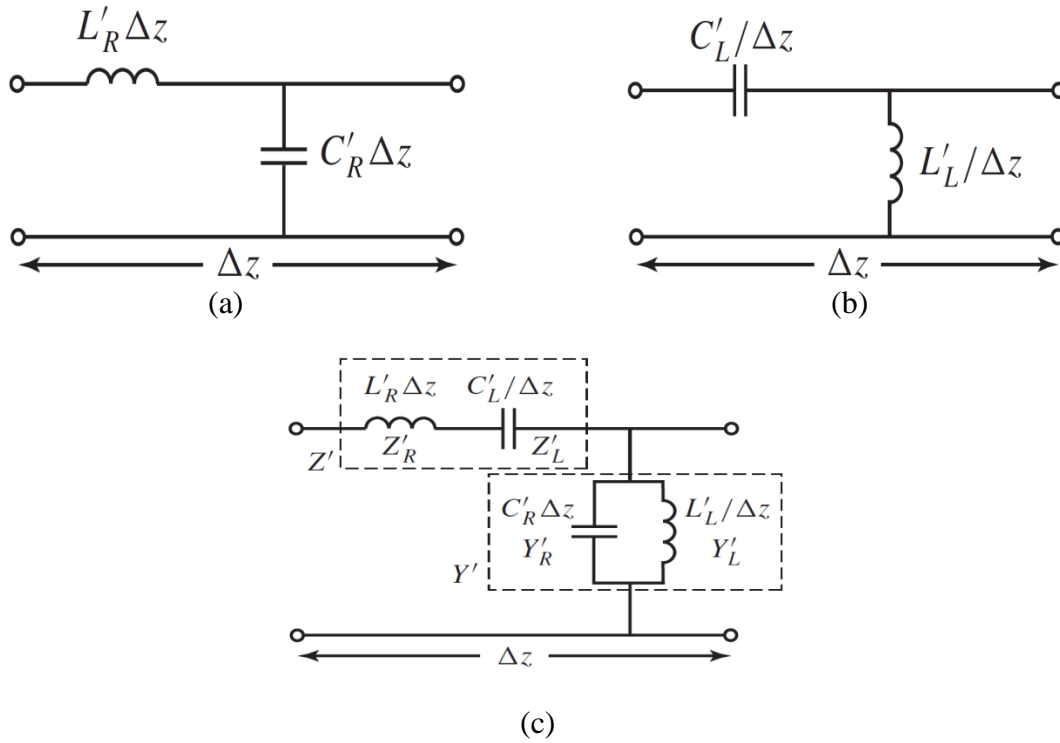 L′_R Δz
C′_R Δz
Δz
(a)
C′_L/Δz
L′_L/Δz
Δz
(b)
L′_R Δz C′_L/Δz
Z′ Z′_R Z′_L
C′_R Δz L′_L/Δz
Y′_R Y′_L
Y′
Δz
(c)